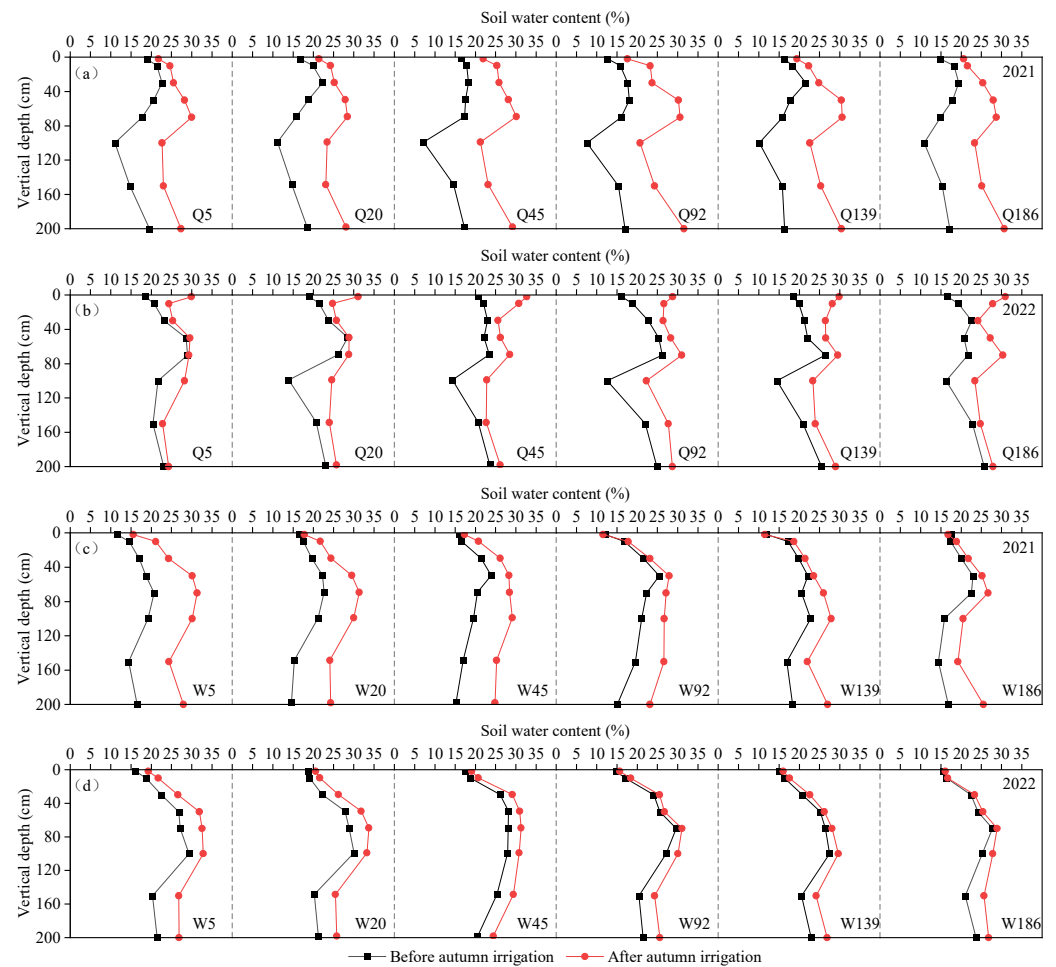 Soil water content (%)
0 5 10 15 20 25 30 35 0 5 10 15 20 25 30 35 0 5 10 15 20 25 30 35 0 5 10 15 20 25 30 35 0 5 10 15 20 25 30 35 0 5 10 15 20 25 30 35
Vertical depth (cm)
0
40
80
120
160
200
(a)
2021
Q5 Q20 Q45 Q92 Q139 Q186
Soil water content (%)
0 5 10 15 20 25 30 35 0 5 10 15 20 25 30 35 0 5 10 15 20 25 30 35 0 5 10 15 20 25 30 35 0 5 10 15 20 25 30 35 0 5 10 15 20 25 30 35
Vertical depth (cm)
0
40
80
120
160
200
(b)
2022
Q5 Q20 Q45 Q92 Q139 Q186
Soil water content (%)
0 5 10 15 20 25 30 35 0 5 10 15 20 25 30 35 0 5 10 15 20 25 30 35 0 5 10 15 20 25 30 35 0 5 10 15 20 25 30 35 0 5 10 15 20 25 30 35
Vertical depth (cm)
0
40
80
120
160
200
(c)
2021
W5 W20 W45 W92 W139 W186
Soil water content (%)
0 5 10 15 20 25 30 35 0 5 10 15 20 25 30 35 0 5 10 15 20 25 30 35 0 5 10 15 20 25 30 35 0 5 10 15 20 25 30 35 0 5 10 15 20 25 30 35
Vertical depth (cm)
0
40
80
120
160
200
(d)
2022
W5 W20 W45 W92 W139 W186
Before autumn irrigation After autumn irrigation